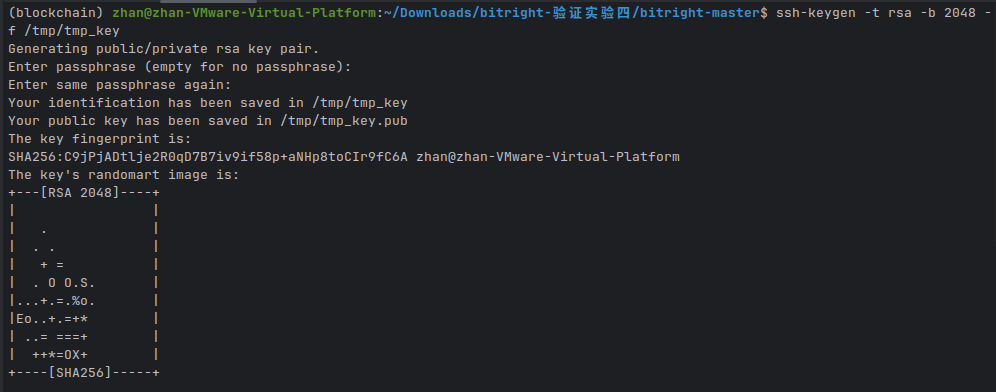 (blockchain) zhan@zhan-VMware-Virtual-Platform:~/Downloads/bitright-验证实验四/bitright-master$ ssh-keygen -t rsa -b 2048 -
f /tmp/tmp_key
Generating public/private rsa key pair.
Enter passphrase (empty for no passphrase):
Enter same passphrase again:
Your identification has been saved in /tmp/tmp_key
Your public key has been saved in /tmp/tmp_key.pub
The key fingerprint is:
SHA256:C9jPjADtlje2R0qD7B7iv9if58p+aNHp8toCIr9fC6A zhan@zhan-VMware-Virtual-Platform
The key's randomart image is:
+---[RSA 2048]----+
|                 |
|   .             |
|  . .            |
|   + =           |
|  . O O.S.       |
|...+.=.%o.       |
|Eo..+.=+*        |
| ..= ===+        |
|  ++*=OX+        |
+----[SHA256]-----+